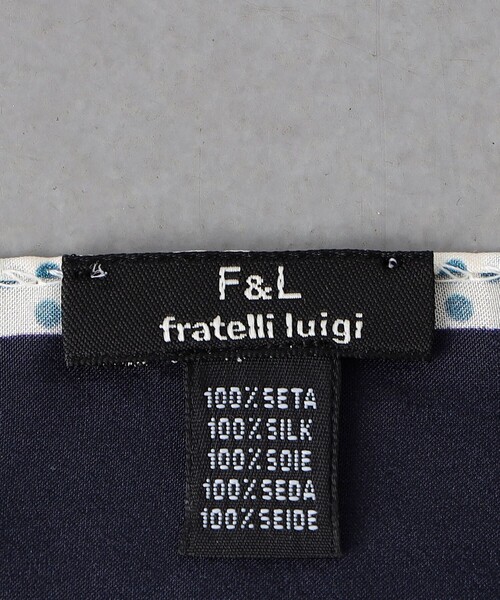 F&L
fratelli luigi
100%SETA
100%SILK
100%SOIE
100%SEDA
100%SEIDE